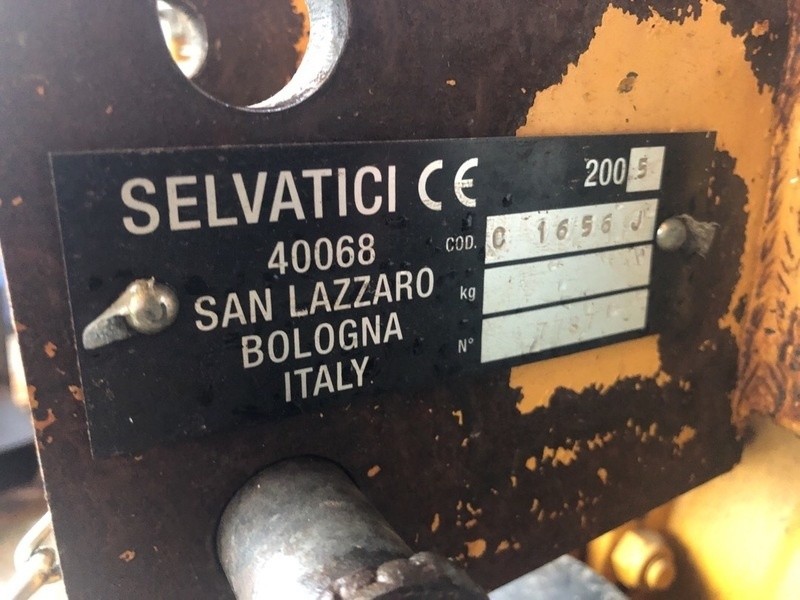 SELVATICI CE 2005
40068
SAN LAZZARO
BOLOGNA
ITALY
COD. C 1656 J
kg
N°